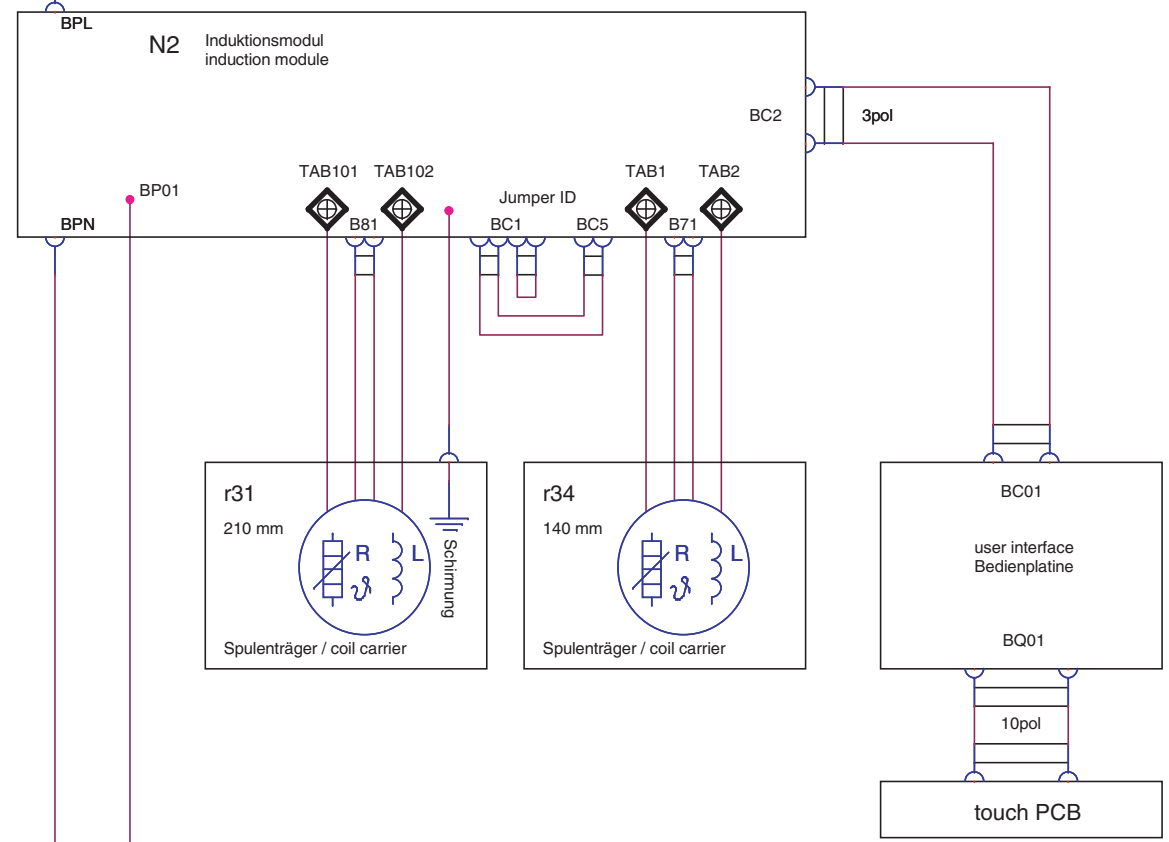 BPL
N2
Induktionsmodul
induction module
BC2
3pol
TAB101
TAB102
TAB1
TAB2
BP01
Jumper ID
BPN
B81
BC1
BC5
B71
r31
210 mm
R
L
ϑ
Schirmung
Spulenträger / coil carrier
r34
140 mm
R
L
ϑ
Spulenträger / coil carrier
BC01
user interface
Bedienplatine
BQ01
10pol
touch PCB